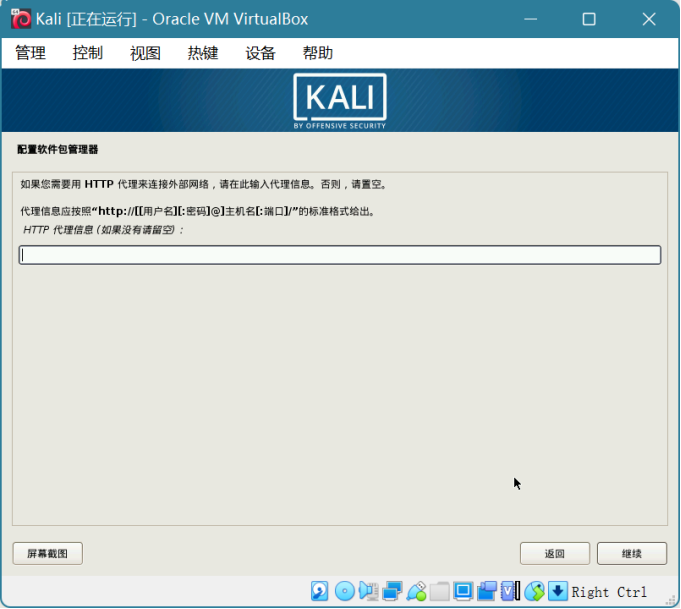 Kali [正在运行] - Oracle VM VirtualBox
管理 控制 视图 热键 设备 帮助
KALI
BY OFFENSIVE SECURITY
配置软件包管理器
如果您需要用 HTTP 代理来连接外部网络，请在此输入代理信息。否则，请置空。
代理信息应按照“http://[[用户名][:密码]@]主机名[:端口]/”的标准格式给出。
HTTP 代理信息 (如果没有请留空)：
屏幕截图 返回 继续
Right Ctrl